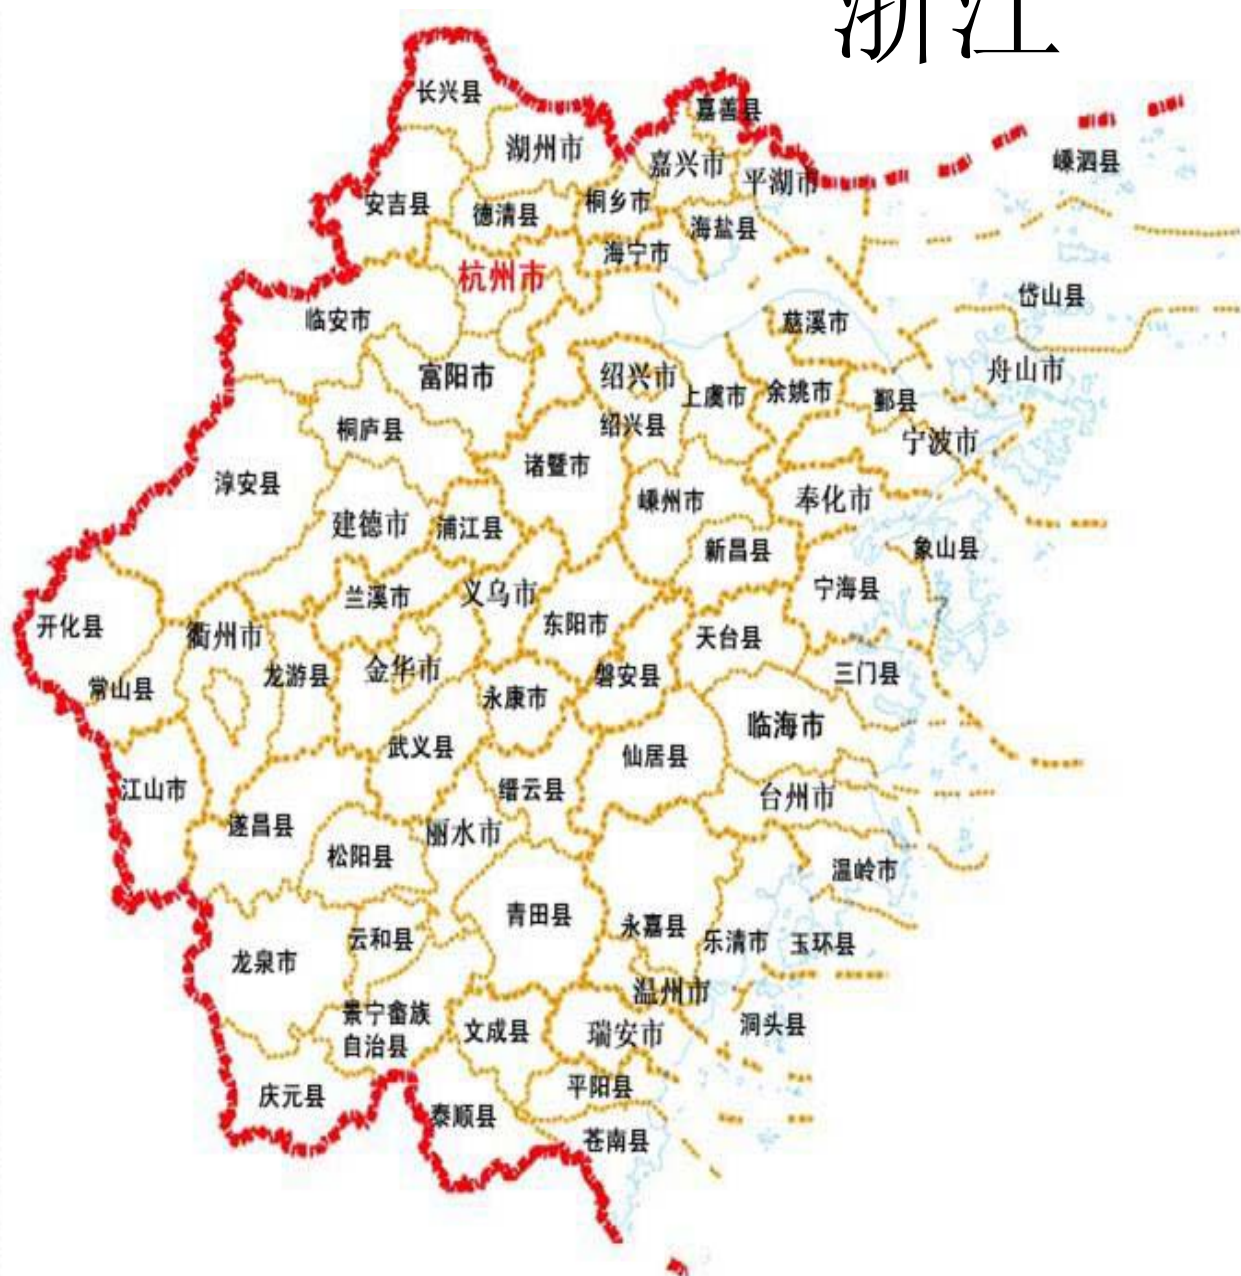 浙江
长兴县
嘉善县
湖州市
嘉兴市
嵊泗县
平湖市
安吉县
德清县
桐乡市
海盐县
海宁市
杭州市
岱山县
临安市
慈溪市
舟山市
富阳市
绍兴市
上虞市
余姚市
鄞县
桐庐县
绍兴县
宁波市
诸暨市
淳安县
嵊州市
奉化市
建德市
浦江县
新昌县
象山县
兰溪市
义乌市
宁海县
开化县
衢州市
东阳市
天台县
龙游县
金华市
磐安县
三门县
常山县
永康市
临海市
武义县
仙居县
江山市
缙云县
台州市
遂昌县
丽水市
松阳县
温岭市
青田县
永嘉县
云和县
乐清市
玉环县
龙泉市
温州市
景宁畲族
自治县
文成县
瑞安市
洞头县
庆元县
平阳县
泰顺县
苍南县